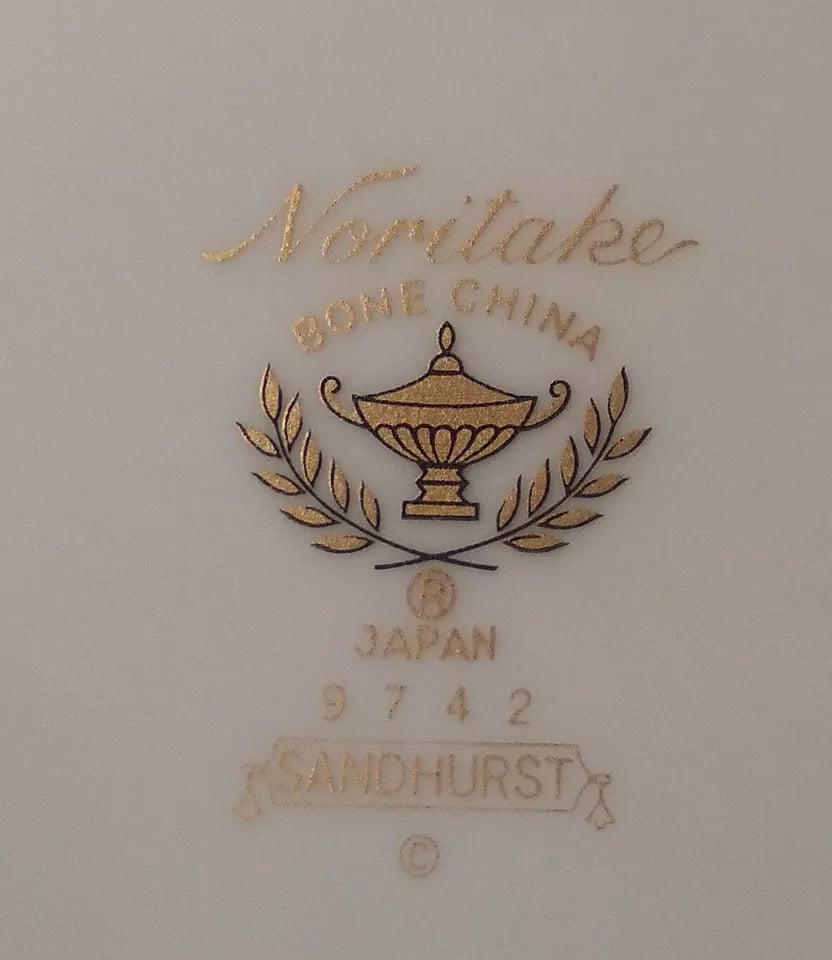 Noritake
BONE CHINA
®
JAPAN
9742
SANDHURST
©